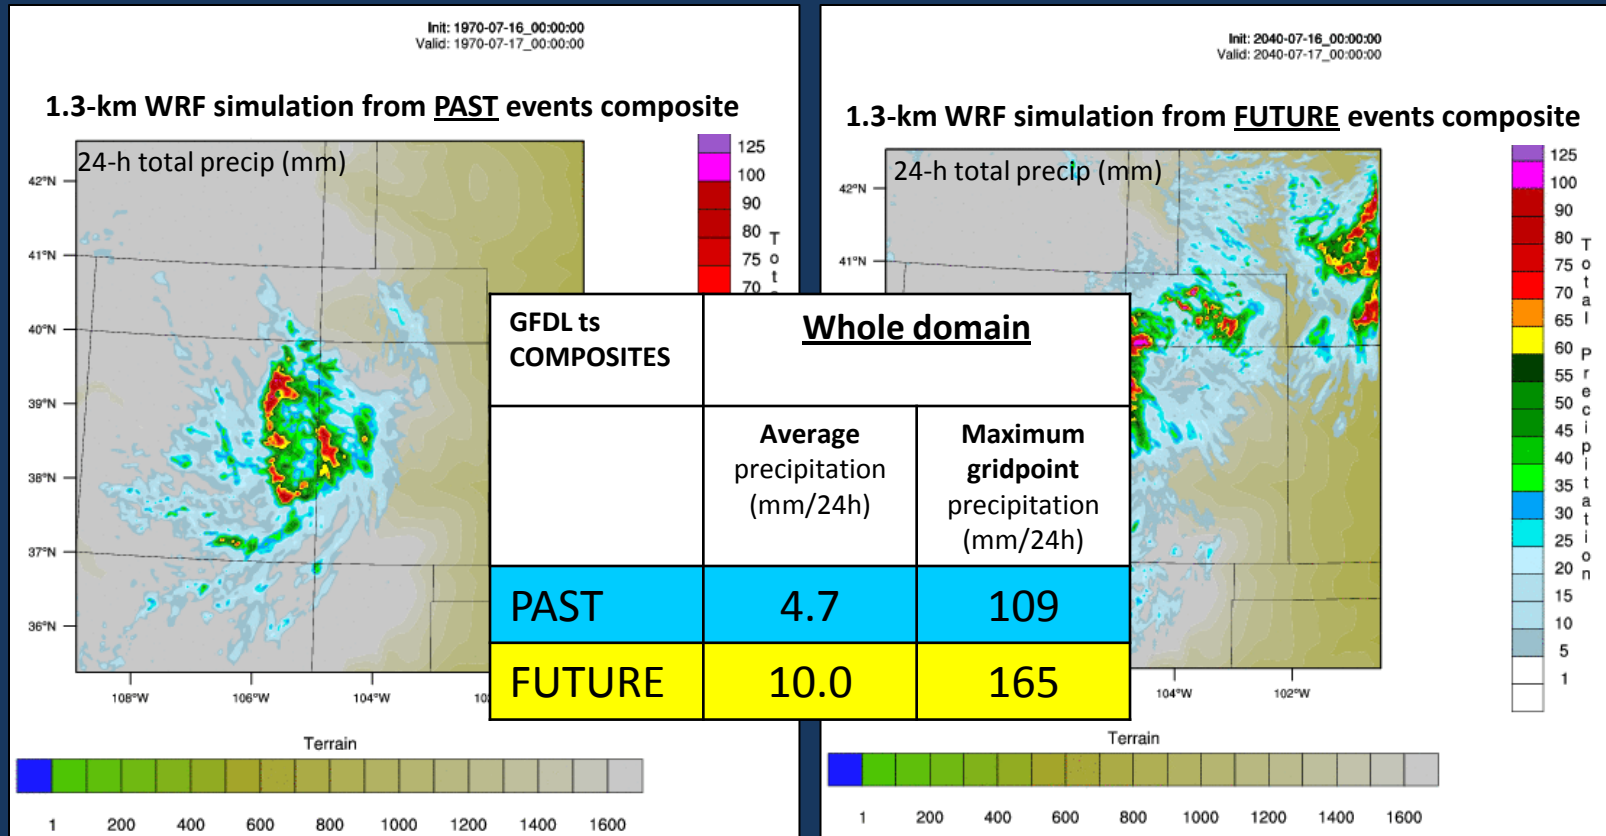 Init: 1970-07-16_00:00:00
Valid: 1970-07-17_00:00:00
1.3-km WRF simulation from PAST events composite
24-h total precip (mm)
42°N
41°N
40°N
39°N
38°N
37°N
36°N
108°W
106°W
104°W
125
100
90
80
75
70
T
o
t
Terrain
1 200 400 600 800 1000 1200 1400 1600
Init: 2040-07-16_00:00:00
Valid: 2040-07-17_00:00:00
1.3-km WRF simulation from FUTURE events composite
24-h total precip (mm)
42°N
41°N
104°W
102°W
125
100
90
80
75
70
65
60
55
50
45
40
35
30
25
20
15
10
5
1
Total Precipitation
Terrain
1 200 400 600 800 1000 1200 1400 1600
GFDL ts
COMPOSITES
Whole domain
Average
precipitation
(mm/24h)
Maximum
gridpoint
precipitation
(mm/24h)
PAST 4.7 109
FUTURE 10.0 165